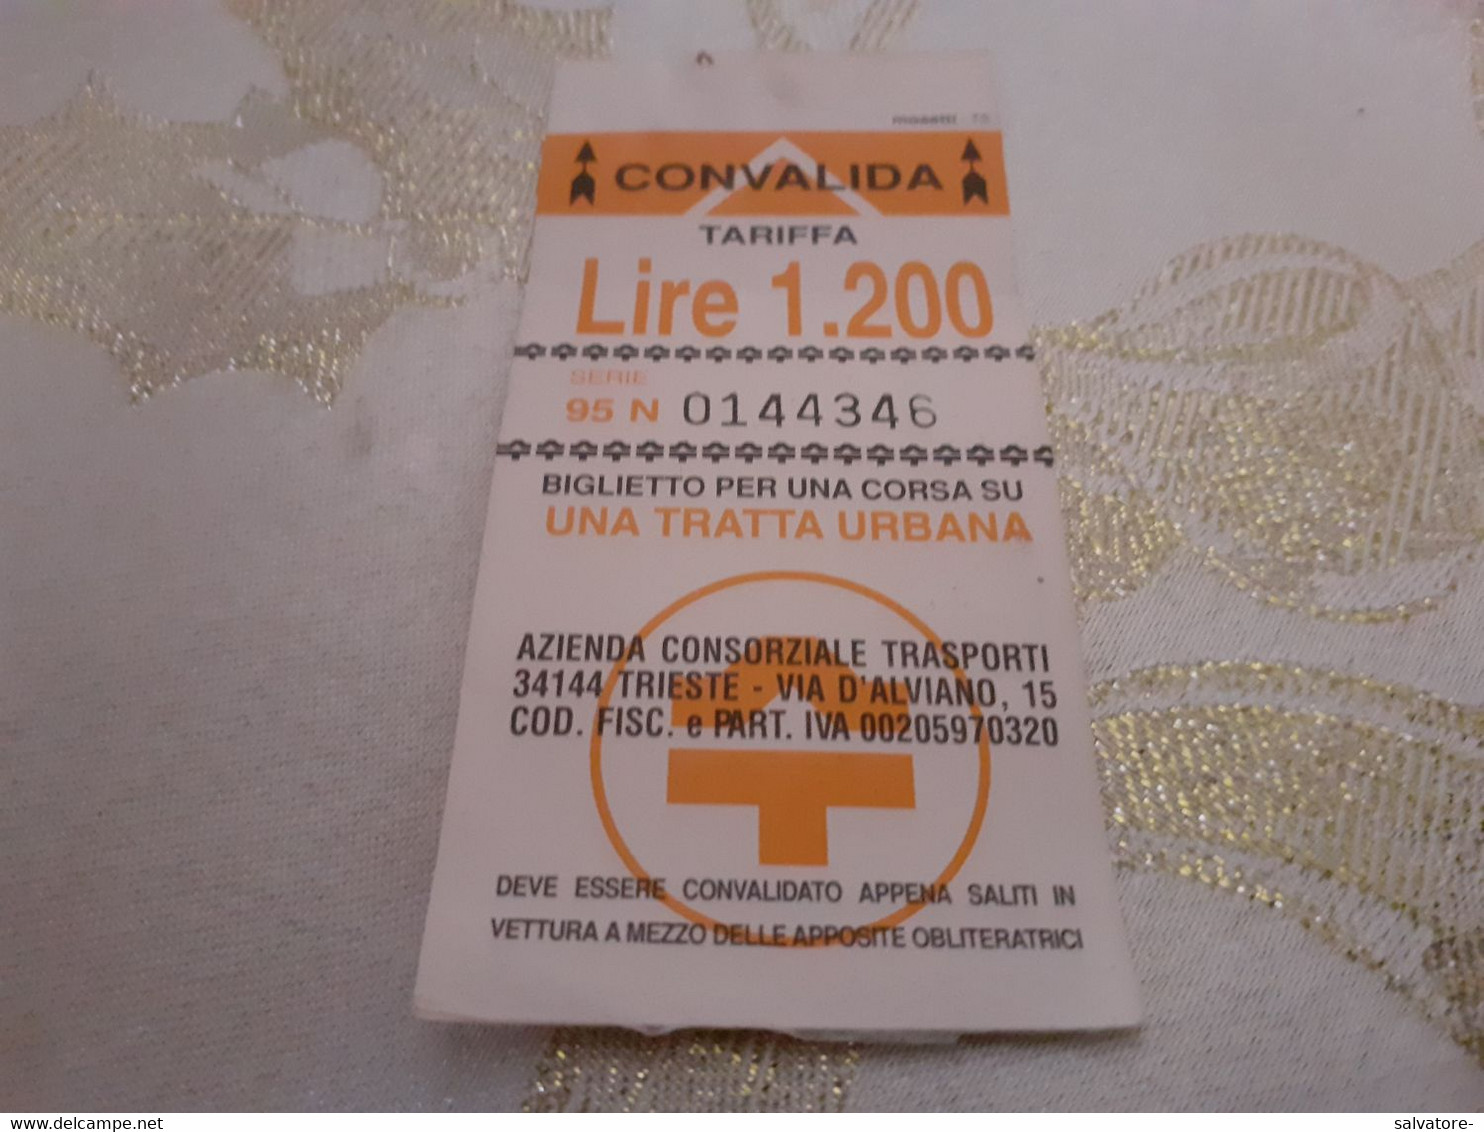 mosetti
CONVALIDA
TARIFFA
Lire 1.200
SERIE
95 N 0144346
BIGLIETTO PER UNA CORSA SU
UNA TRATTA URBANA
AZIENDA CONSORZIALE TRASPORTI
34144 TRIESTE - VIA D'ALVIANO, 15
COD. FISC. e PART. IVA 00205970320
DEVE ESSERE CONVALIDATO APPENA SALITI IN
VETTURA A MEZZO DELLE APPOSITE OBLITERATRICI
delcampe.net
salvatore-